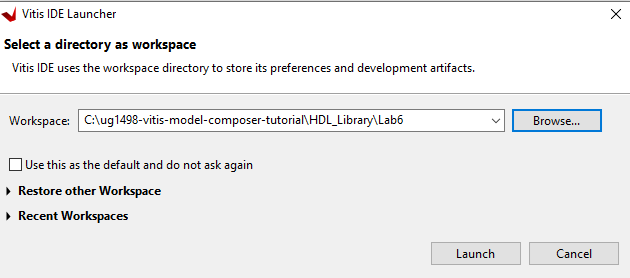 Vitis IDE Launcher
Select a directory as workspace
Vitis IDE uses the workspace directory to store its preferences and development artifacts.
Workspace: C:\ug1498-vitis-model-composer-tutorial\HDL_Library\Lab6 Browse...
Use this as the default and do not ask again
Restore other Workspace
Recent Workspaces
Launch Cancel